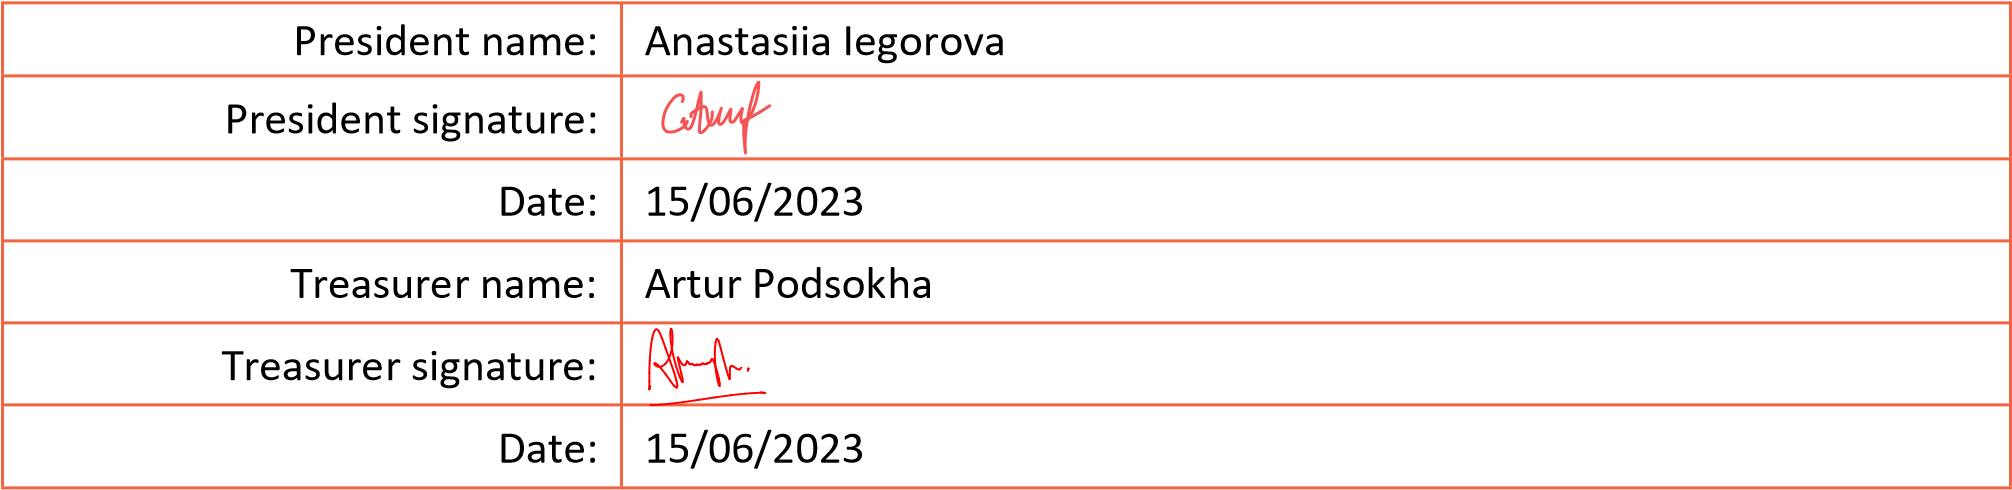 President name: Anastasiia Iegorova
President signature:
Date: 15/06/2023
Treasurer name: Artur Podsokha
Treasurer signature:
Date: 15/06/2023